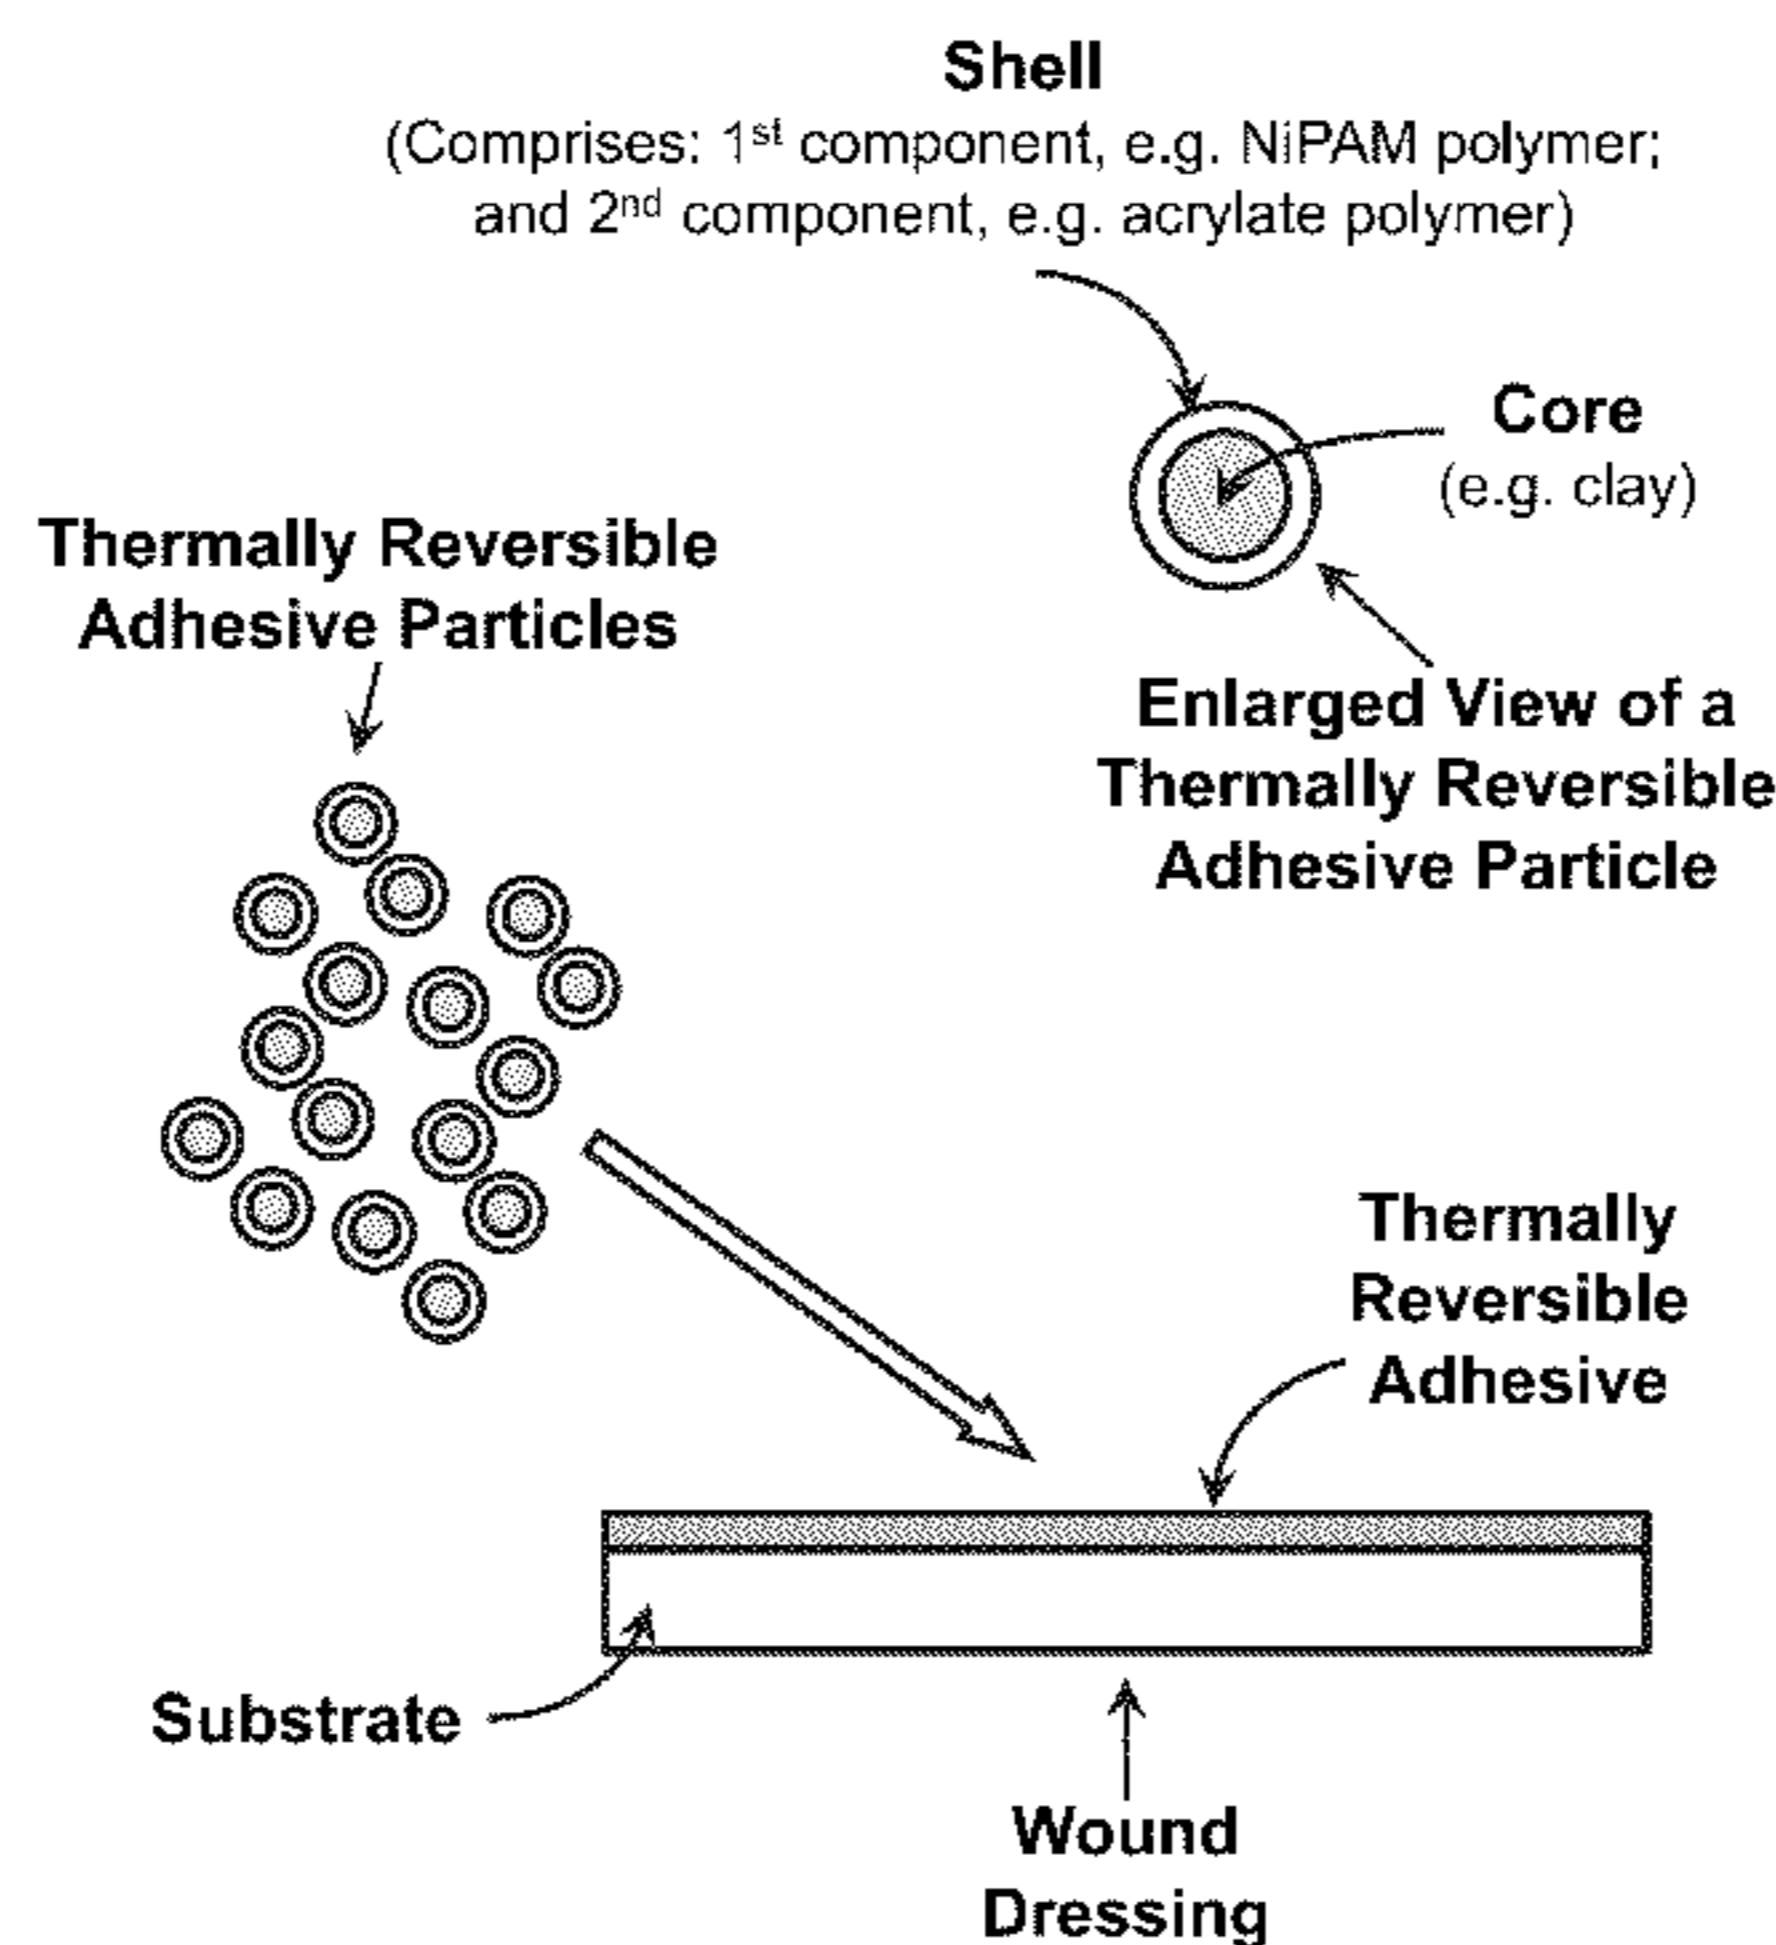 Shell
(Comprises: 1st component, e.g. NiPAM polymer;
and 2nd component, e.g. acrylate polymer)
Core
(e.g. clay)
Thermally Reversible
Adhesive Particles
Enlarged View of a
Thermally Reversible
Adhesive Particle
Thermally
Reversible
Adhesive
Substrate
Wound
Dressing